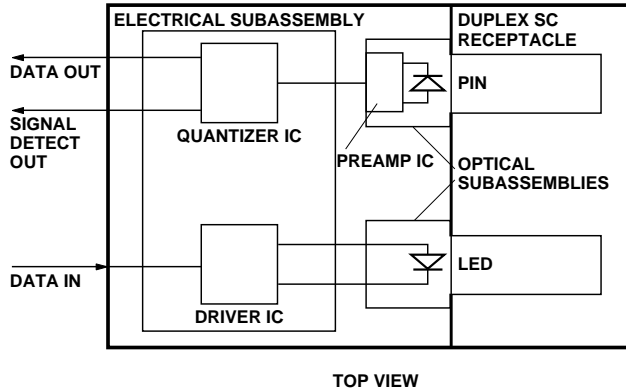 ELECTRICAL SUBASSEMBLY
DUPLEX SC
RECEPTACLE
DATA OUT
PIN
SIGNAL
DETECT
OUT
QUANTIZER IC
PREAMP IC
OPTICAL
SUBASSEMBLIES
LED
DATA IN
DRIVER IC
TOP VIEW